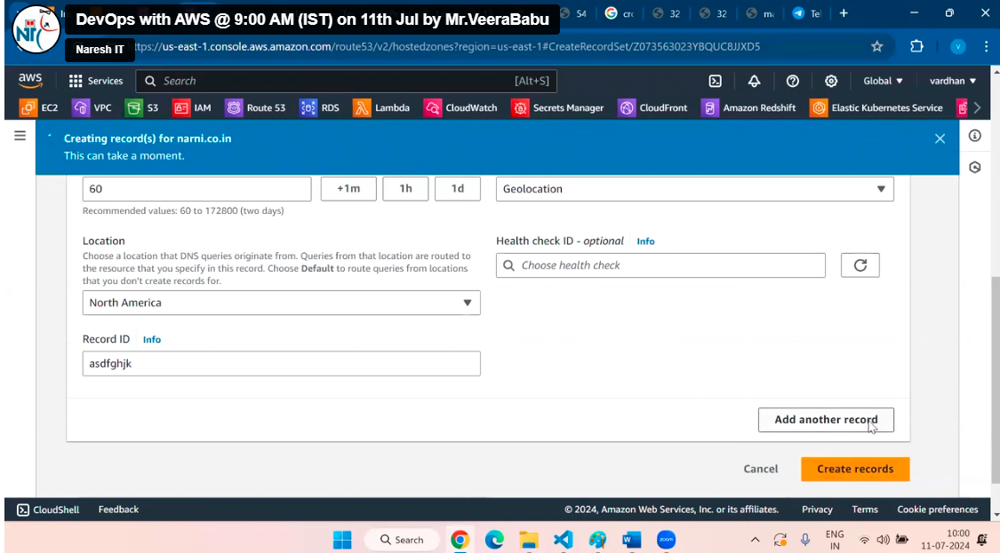 DevOps with AWS @ 9:00 AM (IST) on 11th Jul by Mr.VeeraBabu
54
32
32
Naresh IT
https://us-east-1.console.aws.amazon.com/route53/v2/hostedzones?region=us-east-1#CreateRecordSet/Z073563023YBQUC8JJXD5
V
aws
Services
Search
[Alt+S]
Global
vardhan
EC2
VPC
S3
IAM
Route 53
RDS
Lambda
CloudWatch
Secrets Manager
CloudFront
Amazon Redshift
Elastic Kubernetes Service
Creating record(s) for narni.co.in
This can take a moment.
60
+1m
1h
1d
Geolocation
Recommended values: 60 to 172800 (two days)
Location
Choose a location that DNS queries originate from. Queries from that location are routed to
the resource that you specify in this record. Choose Default to route queries from locations
that you don't create records for.
North America
Health check ID - optional
Info
Choose health check
Record ID
Info
asdfghjk
Add another record
Cancel
Create records
CloudShell
Feedback
© 2024, Amazon Web Services, Inc. or its affiliates.
Privacy
Terms
Cookie preferences
Search
zoom
ENG
IN
10:00
11-07-2024